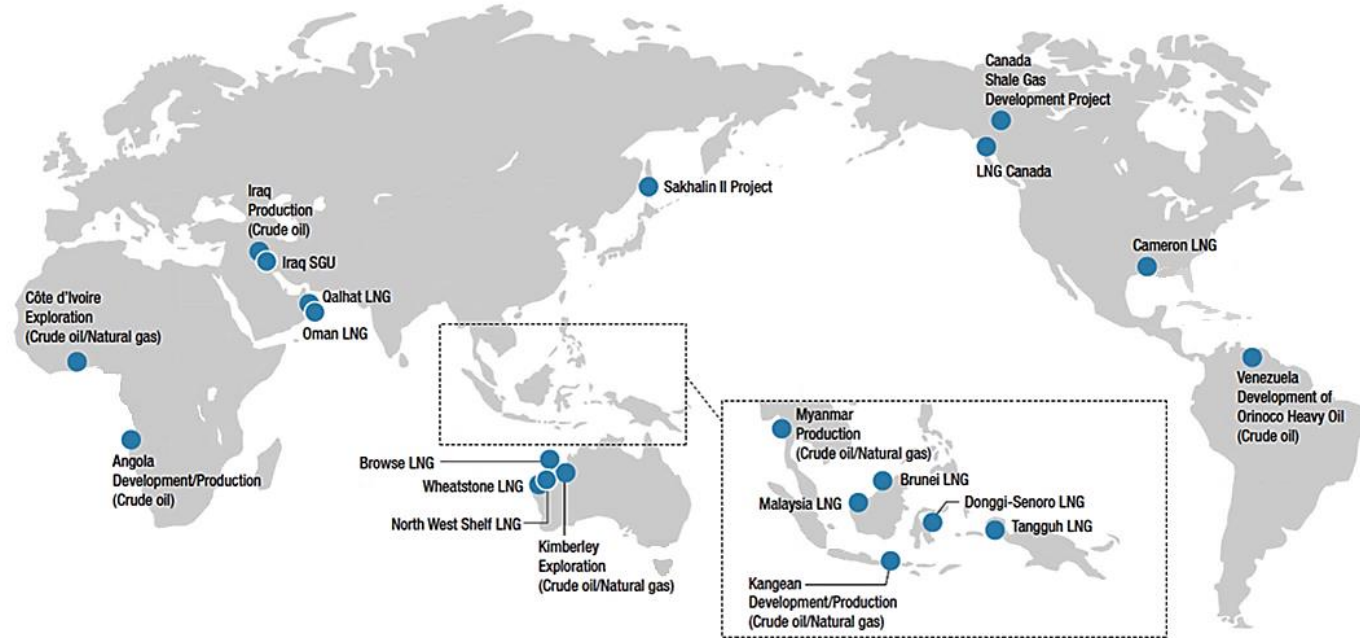 Canada
Shale Gas
Development Project
LNG Canada
Sakhalin II Project
Iraq
Production
(Crude oil)
Iraq SGU
Cameron LNG
Qalhat LNG
Oman LNG
Côte d'Ivoire
Exploration
(Crude oil/Natural gas)
Venezuela
Development of
Orinoco Heavy Oil
(Crude oil)
Angola
Development/Production
(Crude oil)
Browse LNG
Wheatstone LNG
North West Shelf LNG
Kimberley
Exploration
(Crude oil/Natural gas)
Myanmar
Production
(Crude oil/Natural gas)
Brunei LNG
Malaysia LNG
Donggi-Senoro LNG
Tangguh LNG
Kangean
Development/Production
(Crude oil/Natural gas)